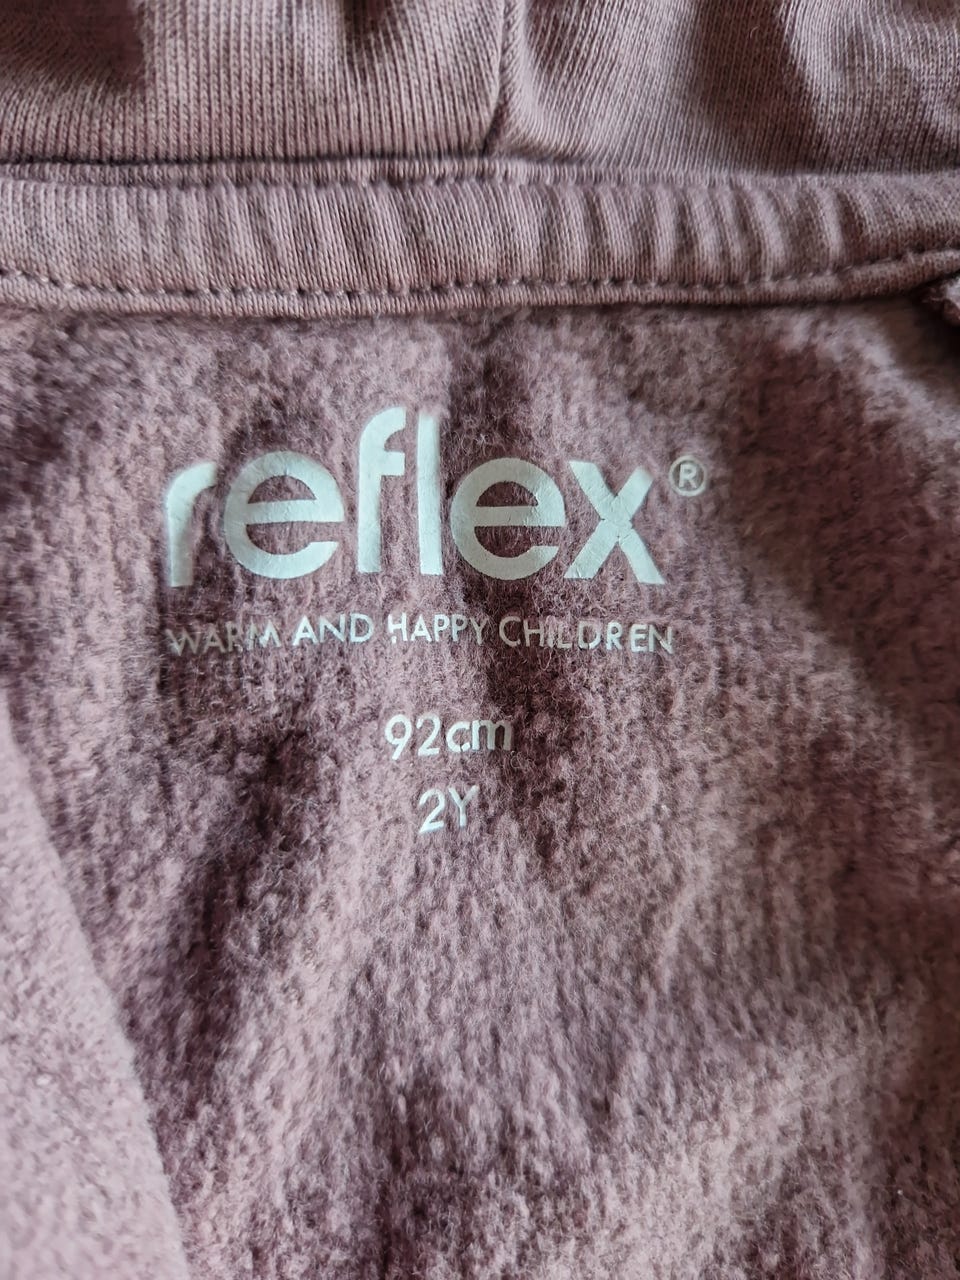 reflex®
WARM AND HAPPY CHILDREN
92cm
2Y